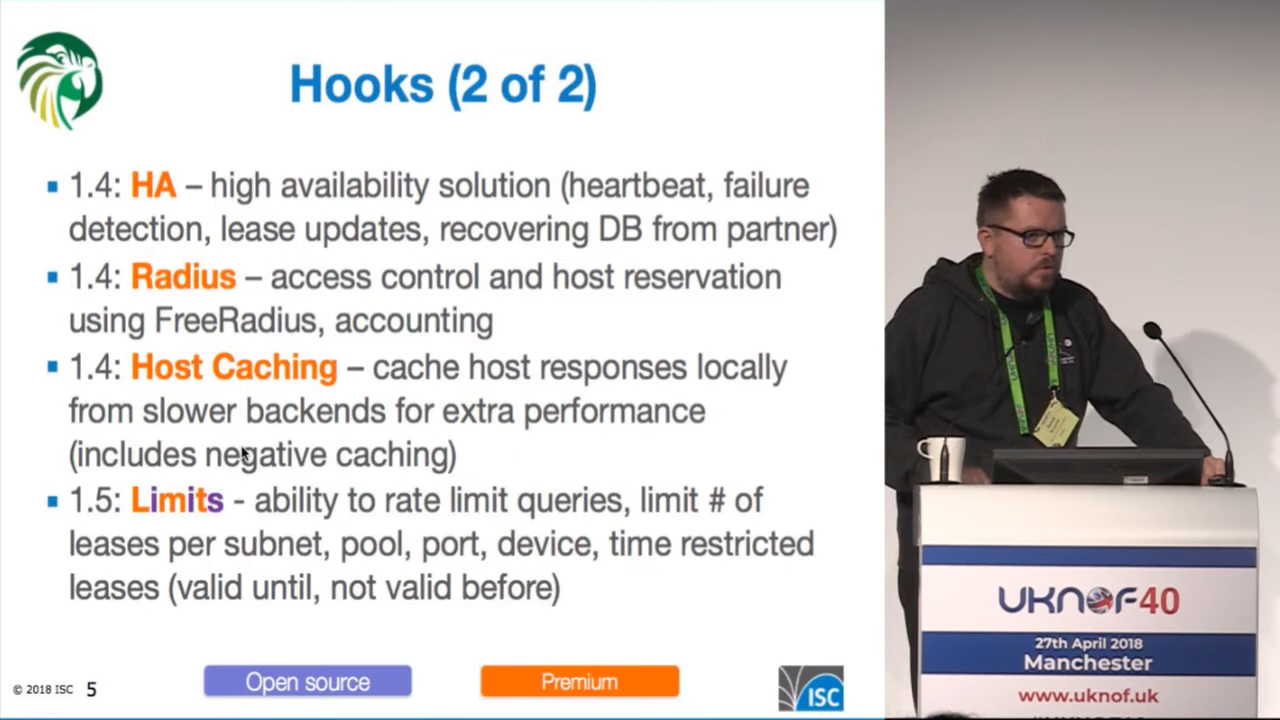 Hooks (2 of 2)
▪ 1.4: HA – high availability solution (heartbeat, failure
detection, lease updates, recovering DB from partner)
▪ 1.4: Radius – access control and host reservation
using FreeRadius, accounting
▪ 1.4: Host Caching – cache host responses locally
from slower backends for extra performance
(includes negative caching)
▪ 1.5: Limits - ability to rate limit queries, limit # of
leases per subnet, pool, port, device, time restricted
leases (valid until, not valid before)
© 2018 ISC 5
Open source
Premium
ISC
UKNOF40
27th April 2018
Manchester
www.uknof.uk